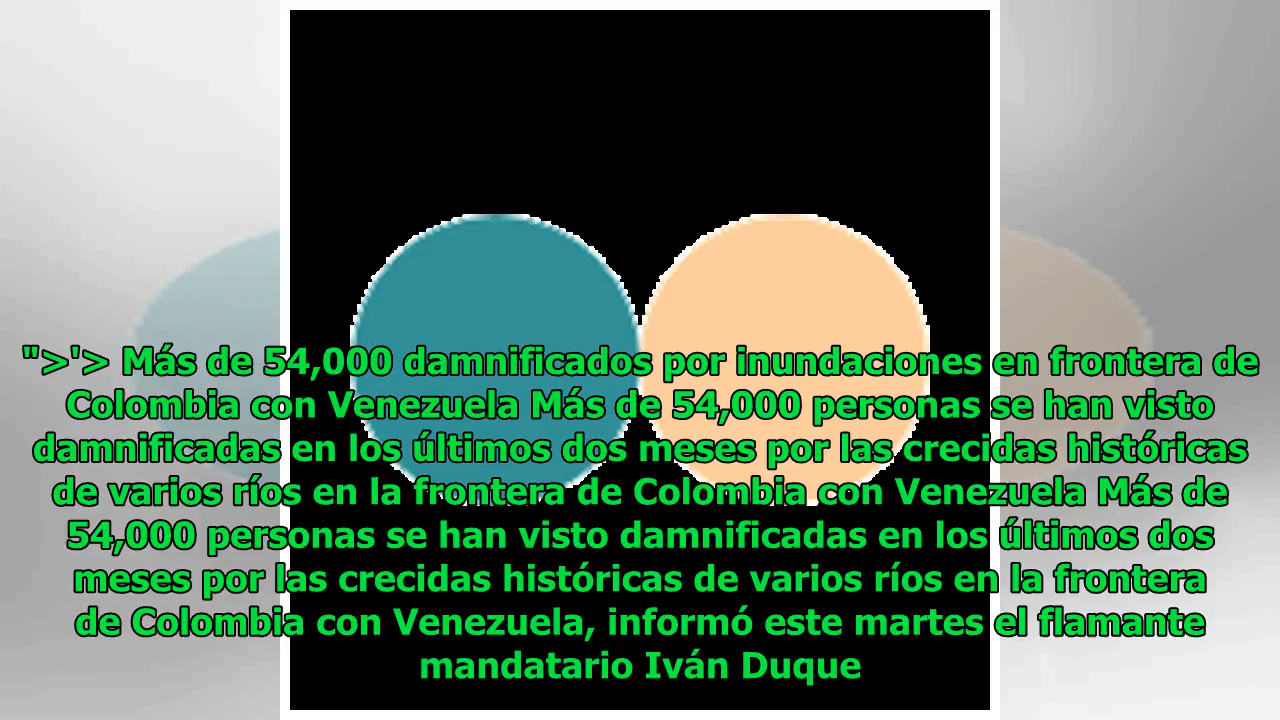 ">'> Más de 54,000 damnificados por inundaciones en frontera de
Colombia con Venezuela Más de 54,000 personas se han visto
damnificadas en los últimos dos meses por las crecidas históricas
de varios ríos en la frontera de Colombia con Venezuela Más de
54,000 personas se han visto damnificadas en los últimos dos
meses por las crecidas históricas de varios ríos en la frontera
de Colombia con Venezuela, informó este martes el flamante
mandatario Iván Duque